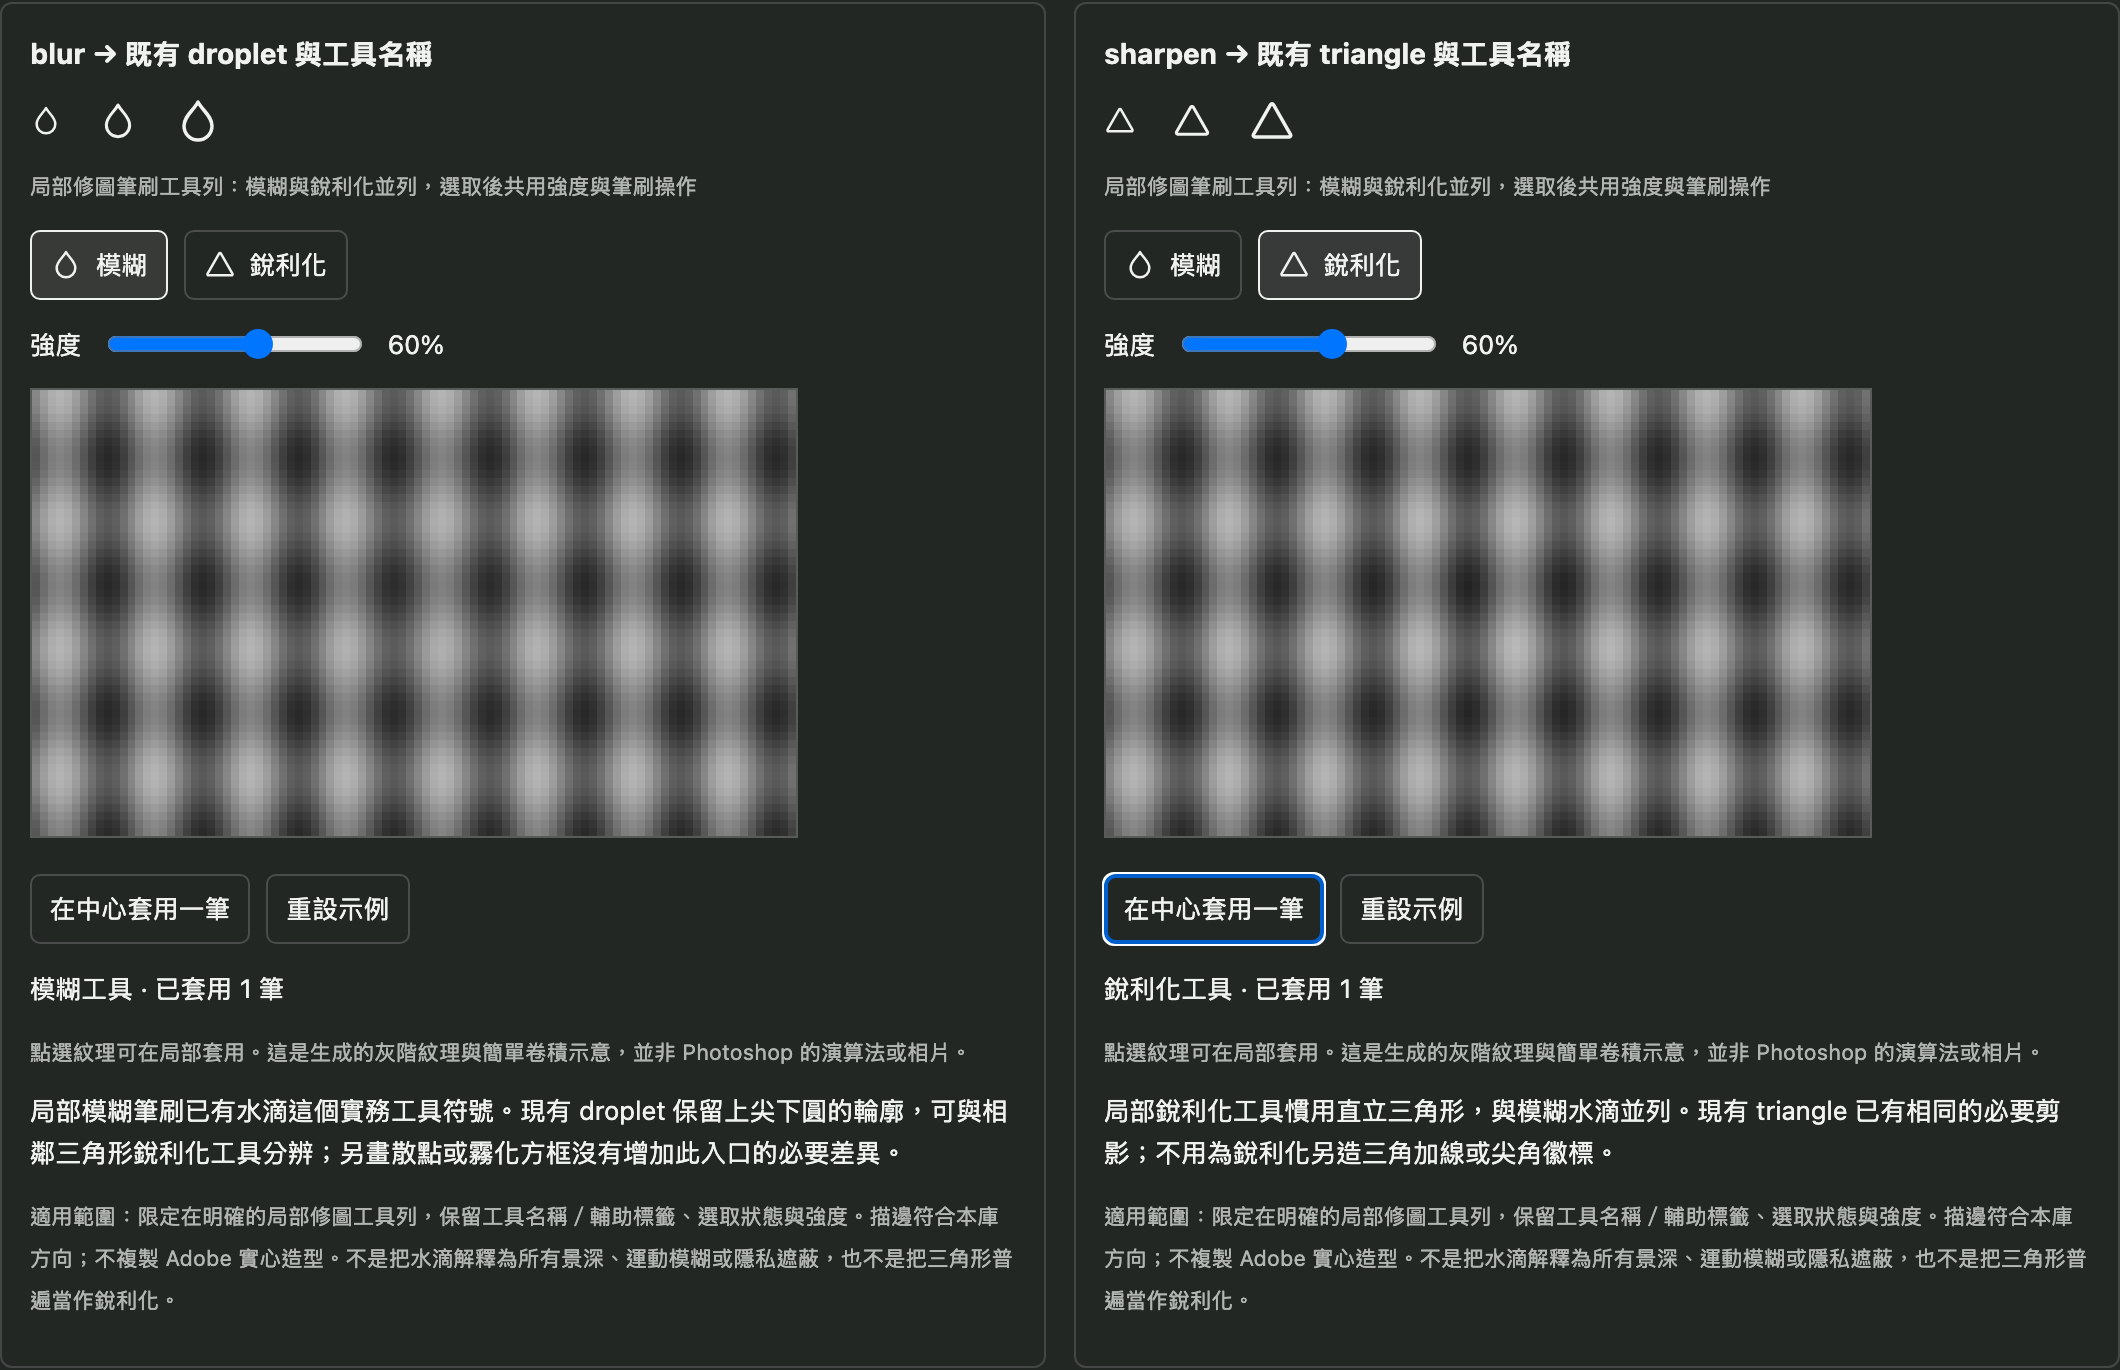 blur → 既有 droplet 與工具名稱
局部修圖筆刷工具列：模糊與銳利化並列，選取後共用強度與筆刷操作
模糊
銳利化
強度
60%
在中心套用一筆
重設示例
模糊工具 · 已套用 1 筆
點選紋理可在局部套用。這是生成的灰階紋理與簡單卷積示意，並非 Photoshop 的演算法或相片。
局部模糊筆刷已有水滴這個實務工具符號。現有 droplet 保留上尖下圓的輪廓，可與相
鄰三角形銳利化工具分辨；另畫散點或霧化方框沒有增加此入口的必要差異。
適用範圍：限定在明確的局部修圖工具列，保留工具名稱 / 輔助標籤、選取狀態與強度。描邊符合本庫
方向；不複製 Adobe 實心造型。不是把水滴解釋為所有景深、運動模糊或隱私遮蔽，也不是把三角形普
遍當作銳利化。
sharpen → 既有 triangle 與工具名稱
局部修圖筆刷工具列：模糊與銳利化並列，選取後共用強度與筆刷操作
模糊
銳利化
強度
60%
在中心套用一筆
重設示例
銳利化工具 · 已套用 1 筆
點選紋理可在局部套用。這是生成的灰階紋理與簡單卷積示意，並非 Photoshop 的演算法或相片。
局部銳利化工具慣用直立三角形，與模糊水滴並列。現有 triangle 已有相同的必要剪
影；不用為銳利化另造三角加線或尖角徽標。
適用範圍：限定在明確的局部修圖工具列，保留工具名稱 / 輔助標籤、選取狀態與強度。描邊符合本庫
方向；不複製 Adobe 實心造型。不是把水滴解釋為所有景深、運動模糊或隱私遮蔽，也不是把三角形普
遍當作銳利化。